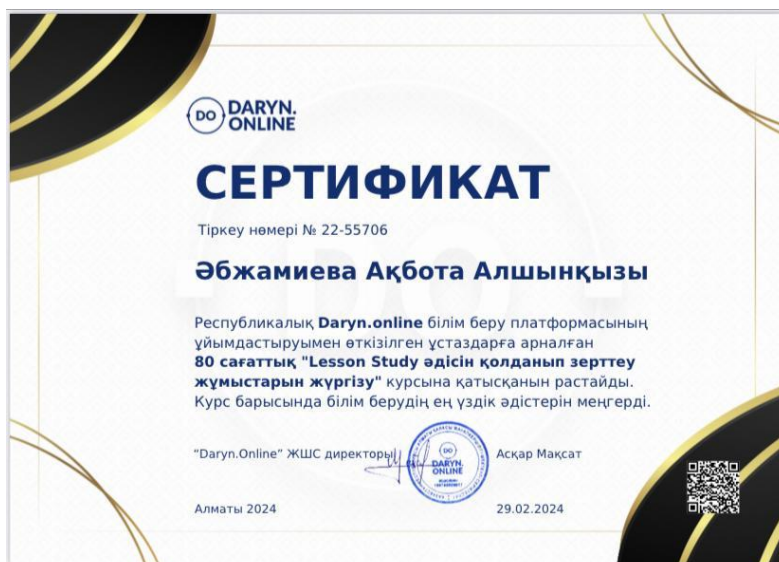 DO
DARYN.
ONLINE
СЕРТИФИКАТ
Тіркеу нөмері № 22-55706
Әбжамиева Ақбота Алшынқызы
Республикалық Daryn.online білім беру платформасының
ұйымдастыруымен өткізілген ұстаздарға арналған
80 сағаттық "Lesson Study әдісін қолданып зерттеу
жұмыстарын жүргізу" курсына қатысқанын растайды.
Курс барысында білім берудің ең үздік әдістерін меңгерді.
“Daryn.Online” ЖШС директоры
DO
DARYN.
ONLINE
Асқар Мақсат
Алматы 2024
29.02.2024